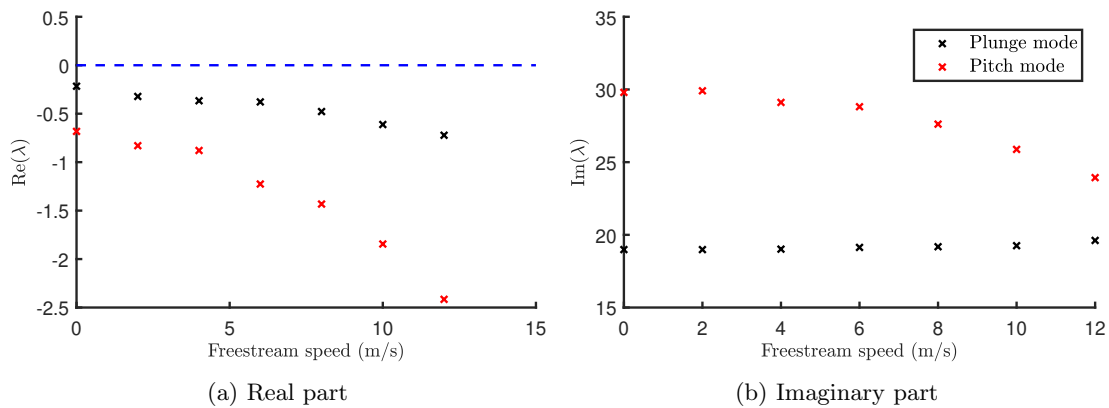 0.5
0
-0.5
-1
-1.5
-2
-2.5
Re(λ)
0
5
10
15
Freestream speed (m/s)
(a) Real part
35
30
25
20
15
Im(λ)
Plunge mode
Pitch mode
0
2
4
6
8
10
12
Freestream speed (m/s)
(b) Imaginary part